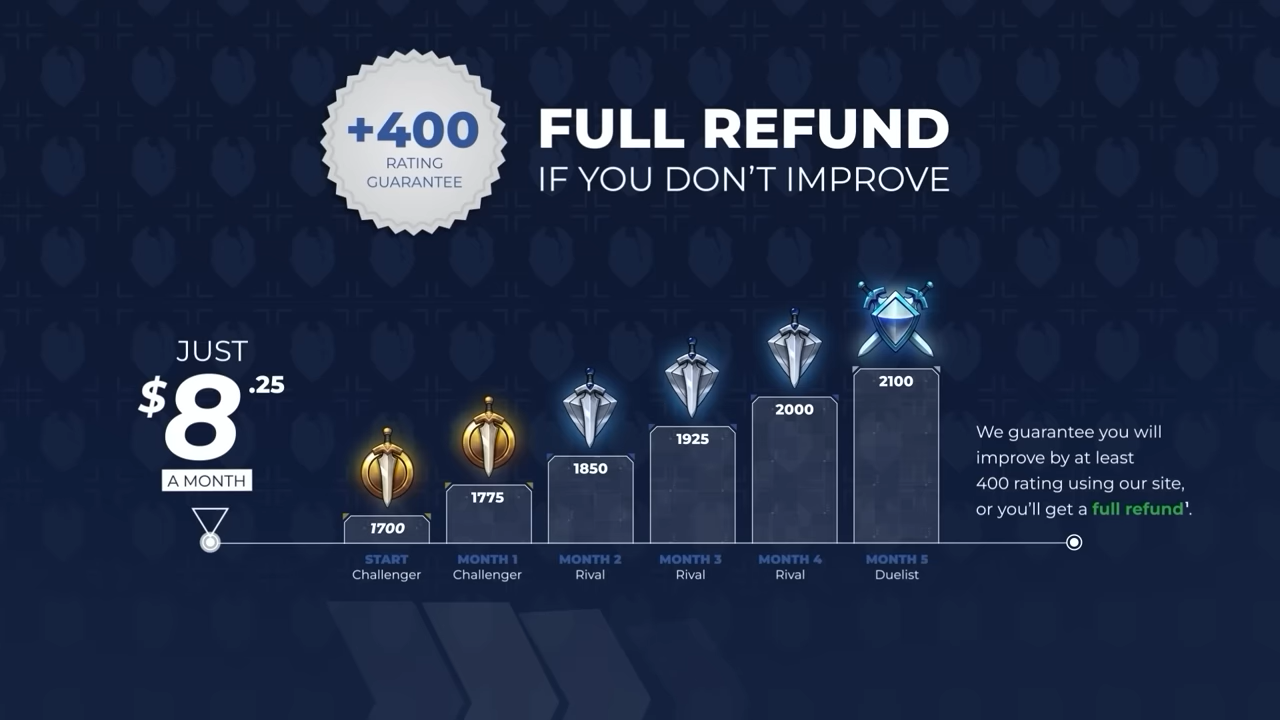 +400
RATING
GUARANTEE
FULL REFUND
IF YOU DON'T IMPROVE
JUST
$8.25
A MONTH
1700
1775
1850
1925
2000
2100
START
Challenger
MONTH 1
Challenger
MONTH 2
Rival
MONTH 3
Rival
MONTH 4
Rival
MONTH 5
Duelist
We guarantee you will
improve by at least
400 rating using our site,
or you'll get a full refund¹.